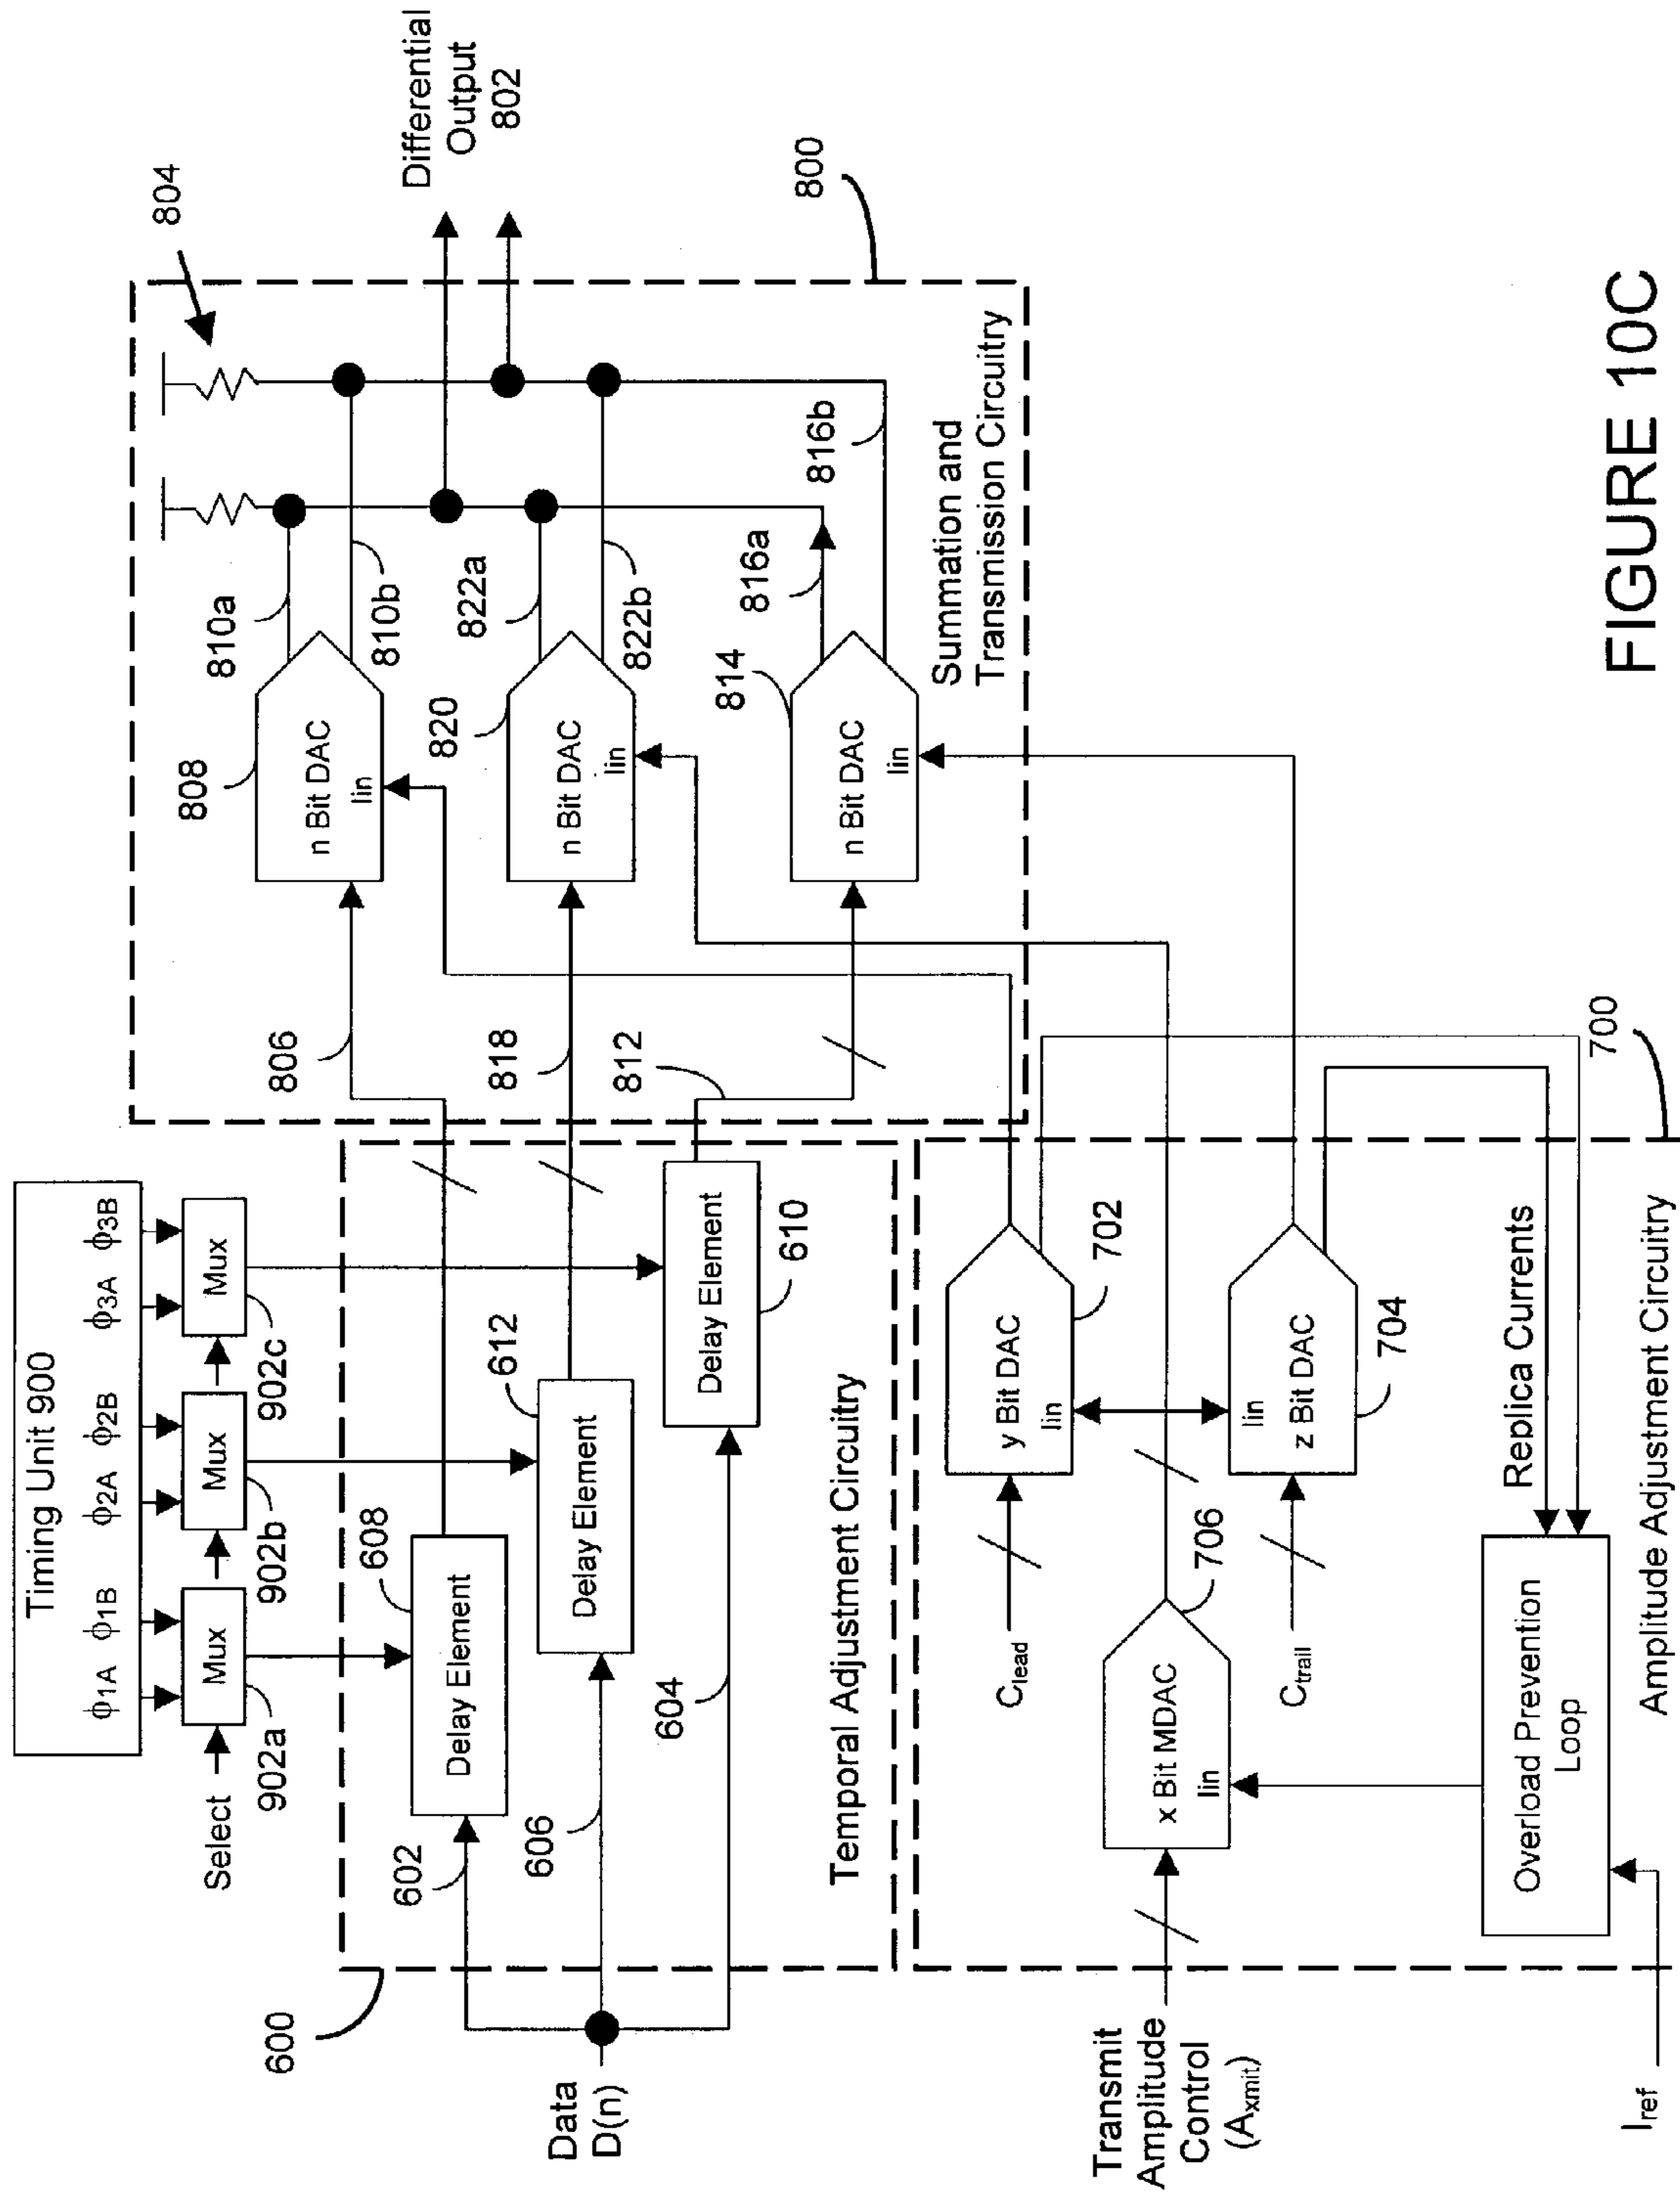 Timing Unit 900
ϕ1A ϕ1B ϕ2A ϕ2B ϕ3A ϕ3B
Select
Mux
Mux
Mux
902a
902b
902c
600
Data
D(n)
602
606
604
608
Delay Element
612
Delay Element
Delay Element
610
Temporal Adjustment Circuitry
806
818
812
808
n Bit DAC
Iin
810a
810b
820
n Bit DAC
Iin
822a
822b
814
n Bit DAC
Iin
816a
816b
804
Differential
Output
802
800
Summation and
Transmission Circuitry
Transmit
Amplitude
Control
(Axmit)
x Bit MDAC
Iin
706
Clead
y Bit DAC
Iin
702
Ctrail
Iin
z Bit DAC
704
Replica Currents
Overload Prevention
Loop
Iref
700
Amplitude Adjustment Circuitry
FIGURE 10C